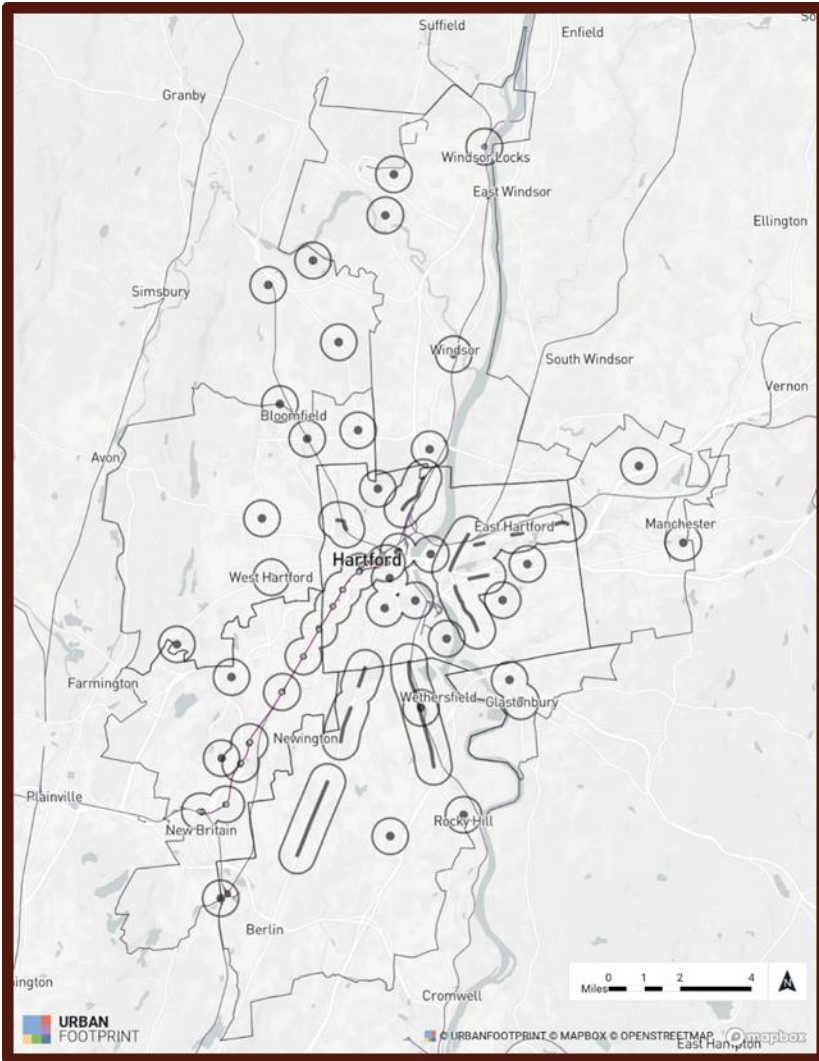 So
Suffield
Enfield
Granby
Windsor Locks
East Windsor
Ellington
Simsbury
Windsor
South Windsor
Vernon
Bloomfield
Avon
East Hartford
Manchester
Hartford
West Hartford
Farmington
Wethersfield
Glastonbury
Newington
Plainville
Rocky Hill
New Britain
Berlin
ington
Cromwell
0 1 2 4
Miles
N
URBAN
FOOTPRINT
© URBANFOOTPRINT © MAPBOX © OPENSTREETMAP
mapbox
East Hampton